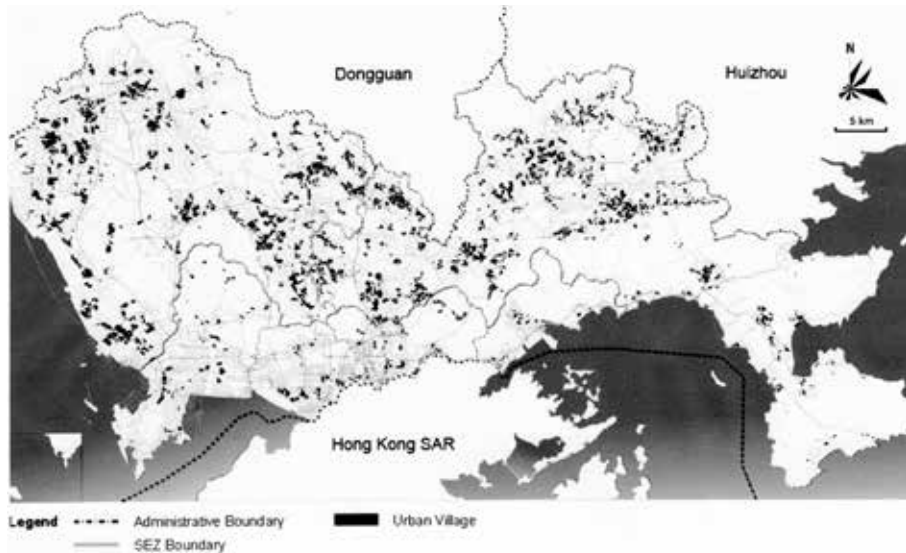 N
Dongguan
Huizhou
5 km
Hong Kong SAR
Legend
Administrative Boundary
Urban Village
SEZ Boundary